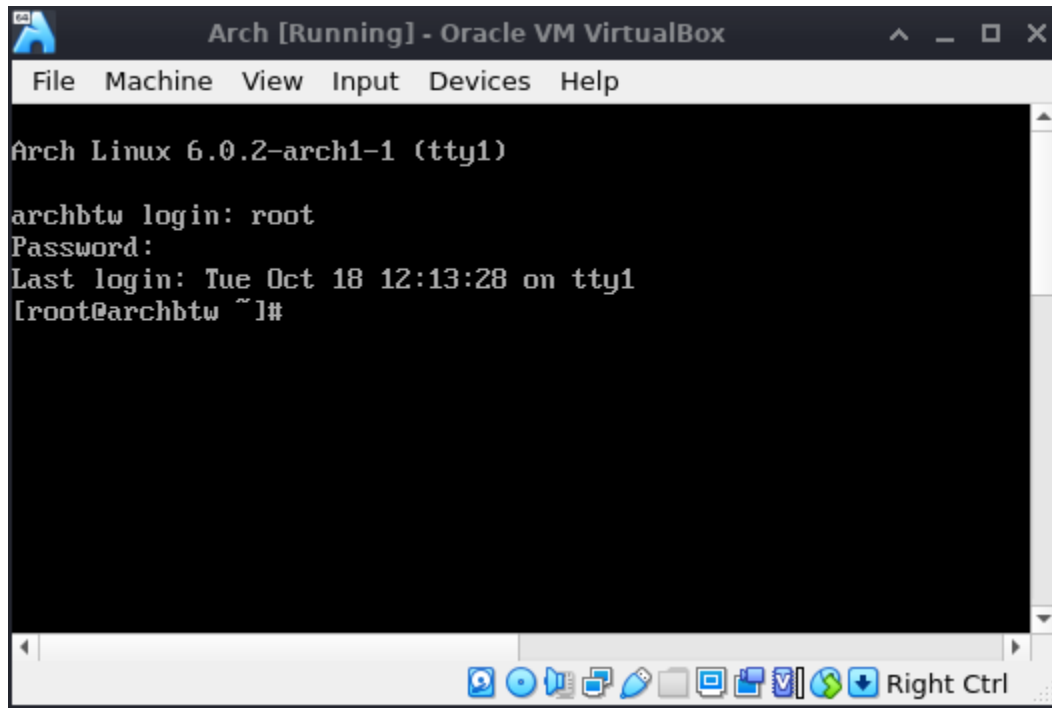 64
Arch [Running] - Oracle VM VirtualBox
File Machine View Input Devices Help
Arch Linux 6.0.2-arch1-1 (tty1)
archbtw login: root
Password:
Last login: Tue Oct 18 12:13:28 on tty1
[root@archbtw ~]#
Right Ctrl